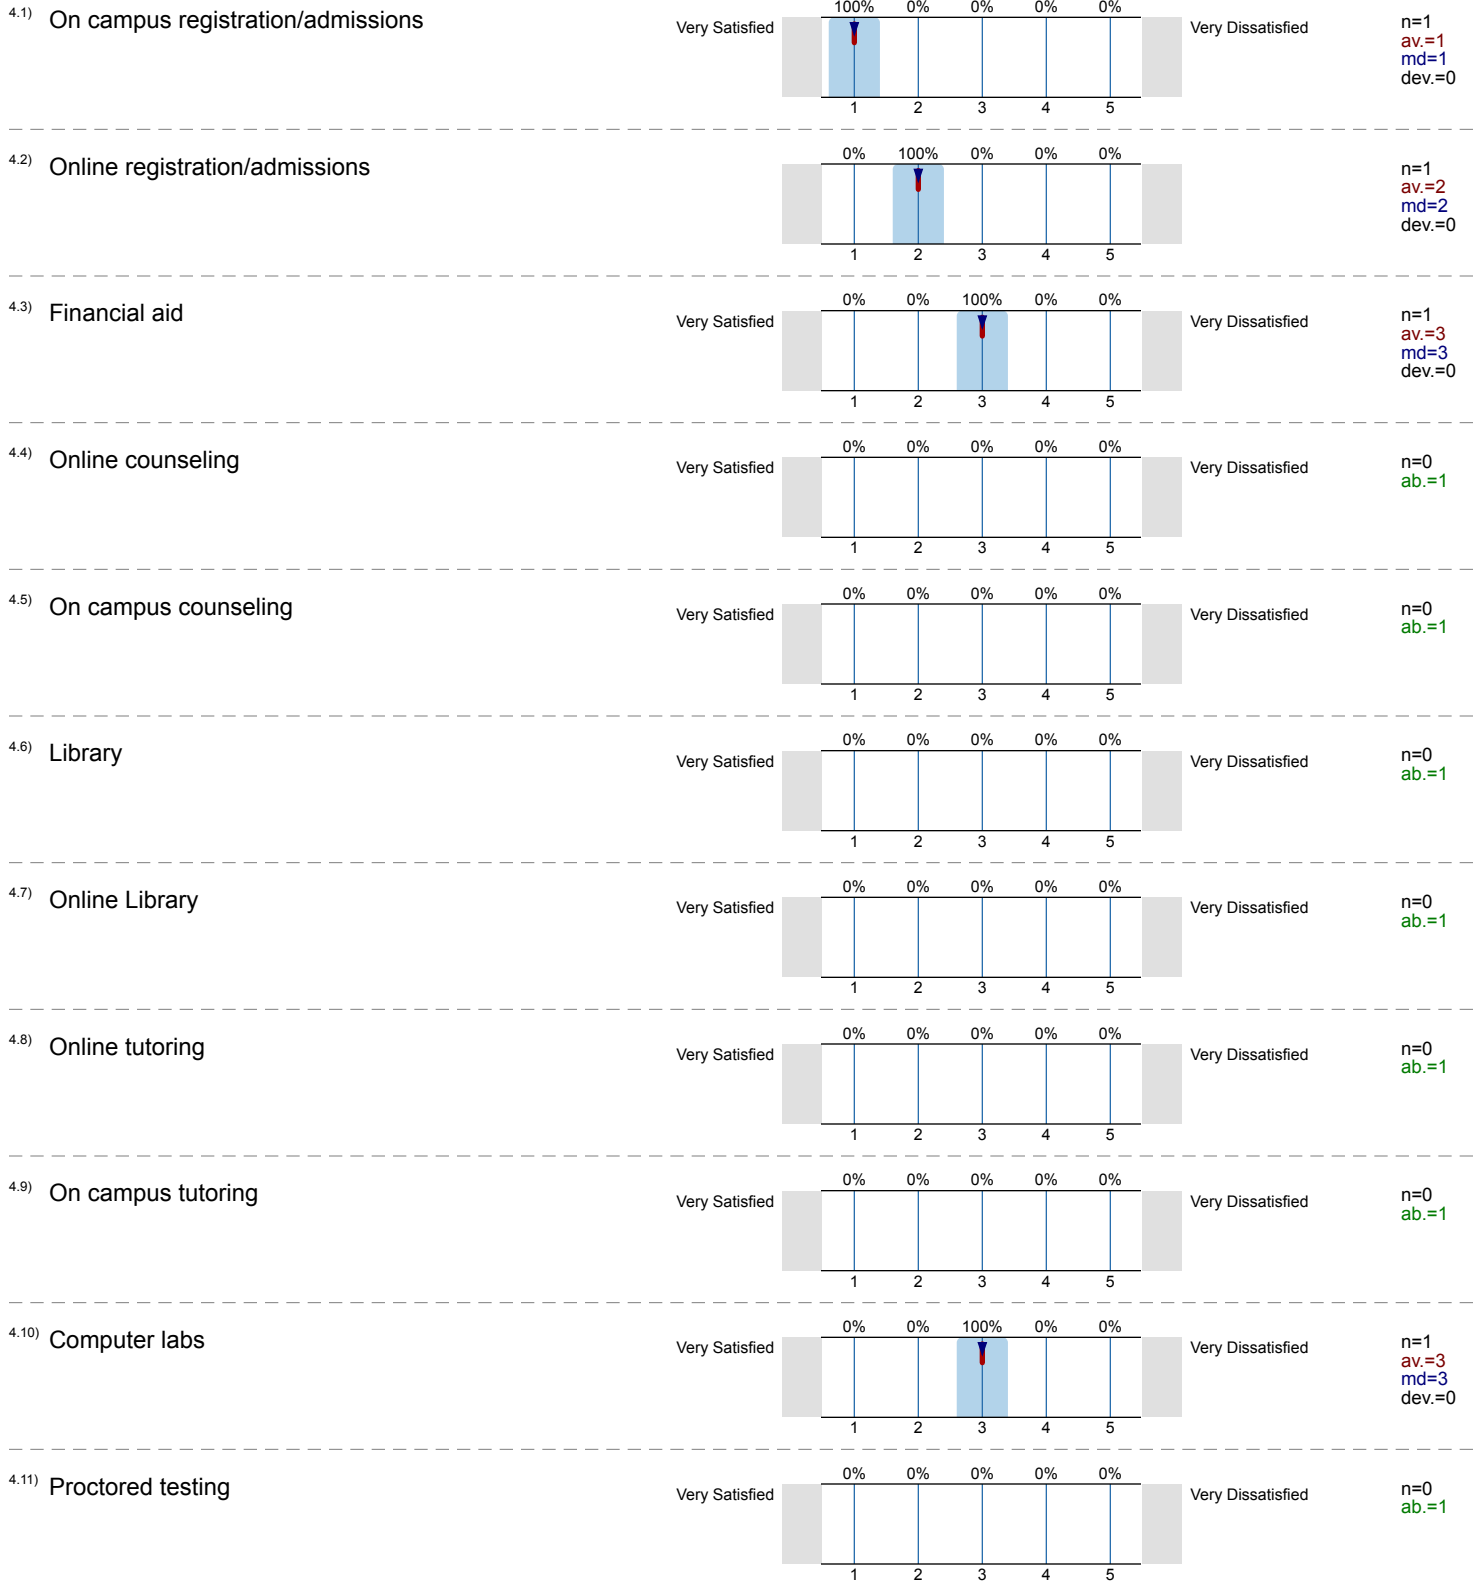 4.1) On campus registration/admissions
100% 0% 0% 0% 0%
Very Satisfied Very Dissatisfied
n=1
av.=1
md=1
dev.=0
1 2 3 4 5
4.2) Online registration/admissions
0% 100% 0% 0% 0%
n=1
av.=2
md=2
dev.=0
1 2 3 4 5
4.3) Financial aid
0% 0% 100% 0% 0%
Very Satisfied Very Dissatisfied
n=1
av.=3
md=3
dev.=0
1 2 3 4 5
4.4) Online counseling
0% 0% 0% 0% 0%
Very Satisfied Very Dissatisfied
n=0
ab.=1
1 2 3 4 5
4.5) On campus counseling
0% 0% 0% 0% 0%
Very Satisfied Very Dissatisfied
n=0
ab.=1
1 2 3 4 5
4.6) Library
0% 0% 0% 0% 0%
Very Satisfied Very Dissatisfied
n=0
ab.=1
1 2 3 4 5
4.7) Online Library
0% 0% 0% 0% 0%
Very Satisfied Very Dissatisfied
n=0
ab.=1
1 2 3 4 5
4.8) Online tutoring
0% 0% 0% 0% 0%
Very Satisfied Very Dissatisfied
n=0
ab.=1
1 2 3 4 5
4.9) On campus tutoring
0% 0% 0% 0% 0%
Very Satisfied Very Dissatisfied
n=0
ab.=1
1 2 3 4 5
4.10) Computer labs
0% 0% 100% 0% 0%
Very Satisfied Very Dissatisfied
n=1
av.=3
md=3
dev.=0
1 2 3 4 5
4.11) Proctored testing
0% 0% 0% 0% 0%
Very Satisfied Very Dissatisfied
n=0
ab.=1
1 2 3 4 5